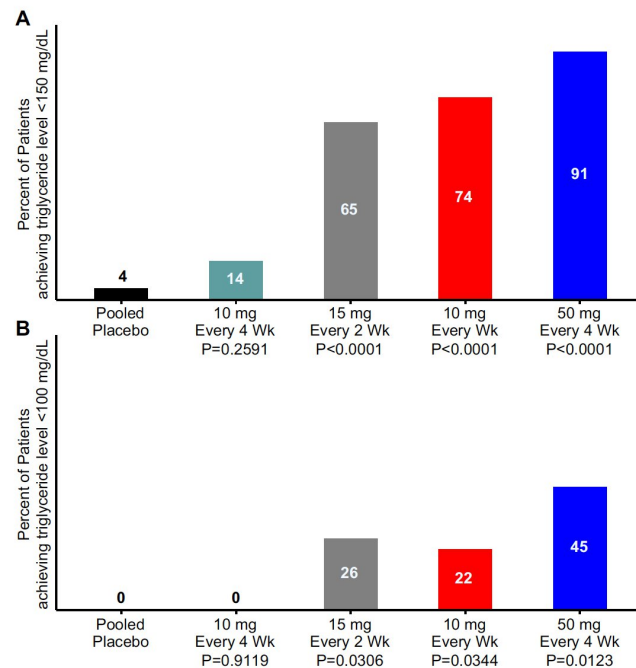 A
Percent of Patients
achieving triglyceride level <150 mg/dL
4
14
65
74
91
Pooled
Placebo
10 mg
Every 4 Wk
P=0.2591
15 mg
Every 2 Wk
P<0.0001
10 mg
Every Wk
P<0.0001
50 mg
Every 4 Wk
P<0.0001
B
Percent of Patients
achieving triglyceride level <100 mg/dL
0
0
26
22
45
Pooled
Placebo
10 mg
Every 4 Wk
P=0.9119
15 mg
Every 2 Wk
P=0.0306
10 mg
Every Wk
P=0.0344
50 mg
Every 4 Wk
P=0.0123